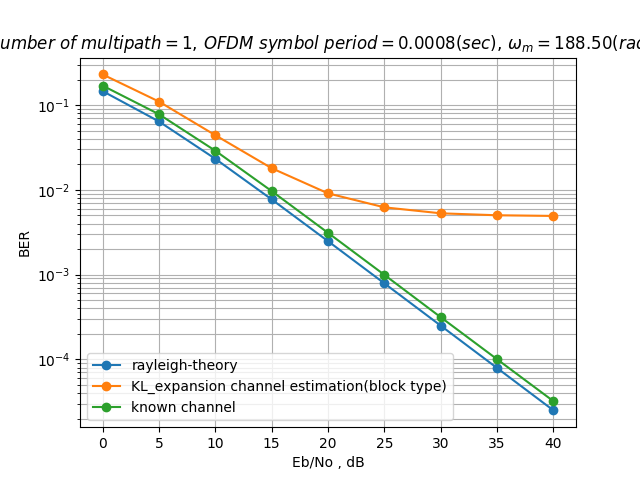 umber of multipath = 1, OFDM symbol period = 0.0008(sec), ωm = 188.50(rad
10⁻¹
10⁻²
10⁻³
10⁻⁴
BER
rayleigh-theory
KL_expansion channel estimation(block type)
known channel
0 5 10 15 20 25 30 35 40
Eb/No , dB